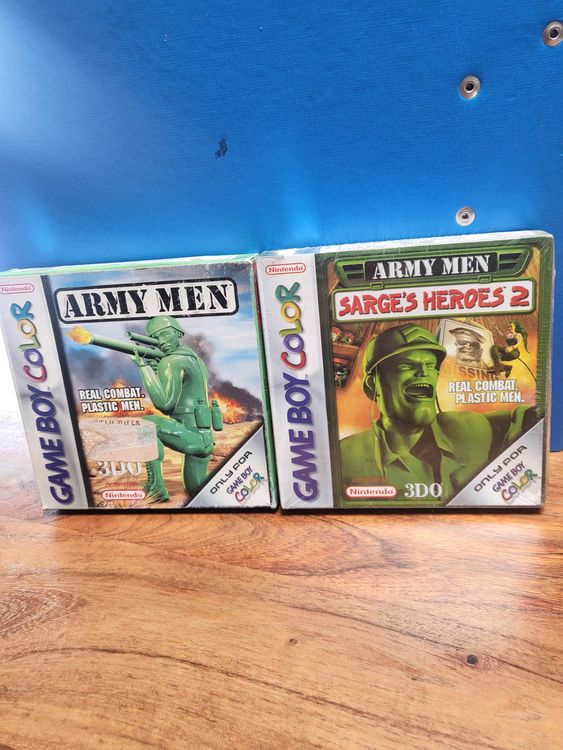 Nintendo
GAME BOY COLOR
ARMY MEN
REAL COMBAT.
PLASTIC MEN.
3DO
Nintendo
ONLY FOR
GAME BOY
COLOR
Nintendo
GAME BOY COLOR
ARMY MEN
SARGE'S HEROES 2
MISSING
REAL COMBAT.
PLASTIC MEN.
Nintendo
3DO
ONLY FOR
GAME BOY
COLOR